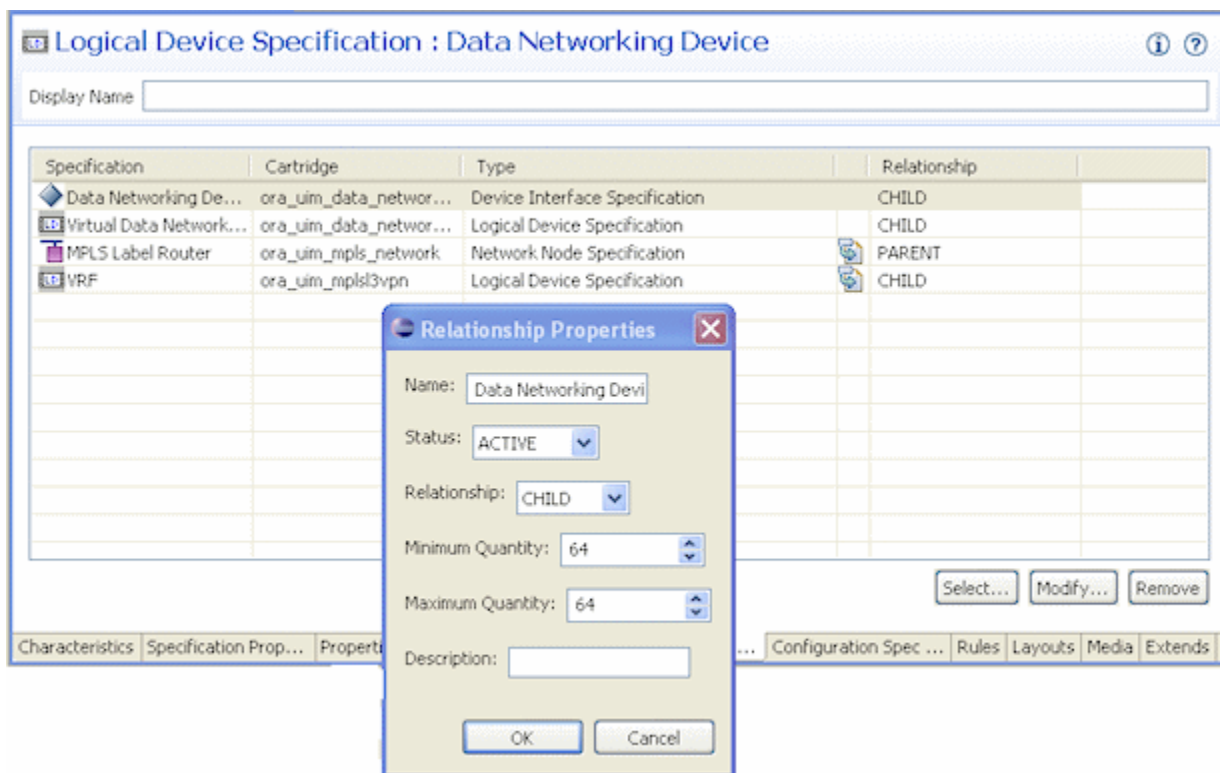 Logical Device Specification : Data Networking Device
Display Name
Specification Cartridge Type Relationship
Data Networking De... ora_uim_data_networ... Device Interface Specification CHILD
Virtual Data Network... ora_uim_data_networ... Logical Device Specification CHILD
MPLS Label Router ora_uim_mpls_network Network Node Specification PARENT
VRF ora_uim_mplsl3vpn Logical Device Specification CHILD
Relationship Properties
Name: Data Networking Devi
Status: ACTIVE
Relationship: CHILD
Minimum Quantity: 64
Maximum Quantity: 64
Description:
OK Cancel
Select... Modify... Remove
Characteristics Specification Prop... Properti ... Configuration Spec ... Rules Layouts Media Extends